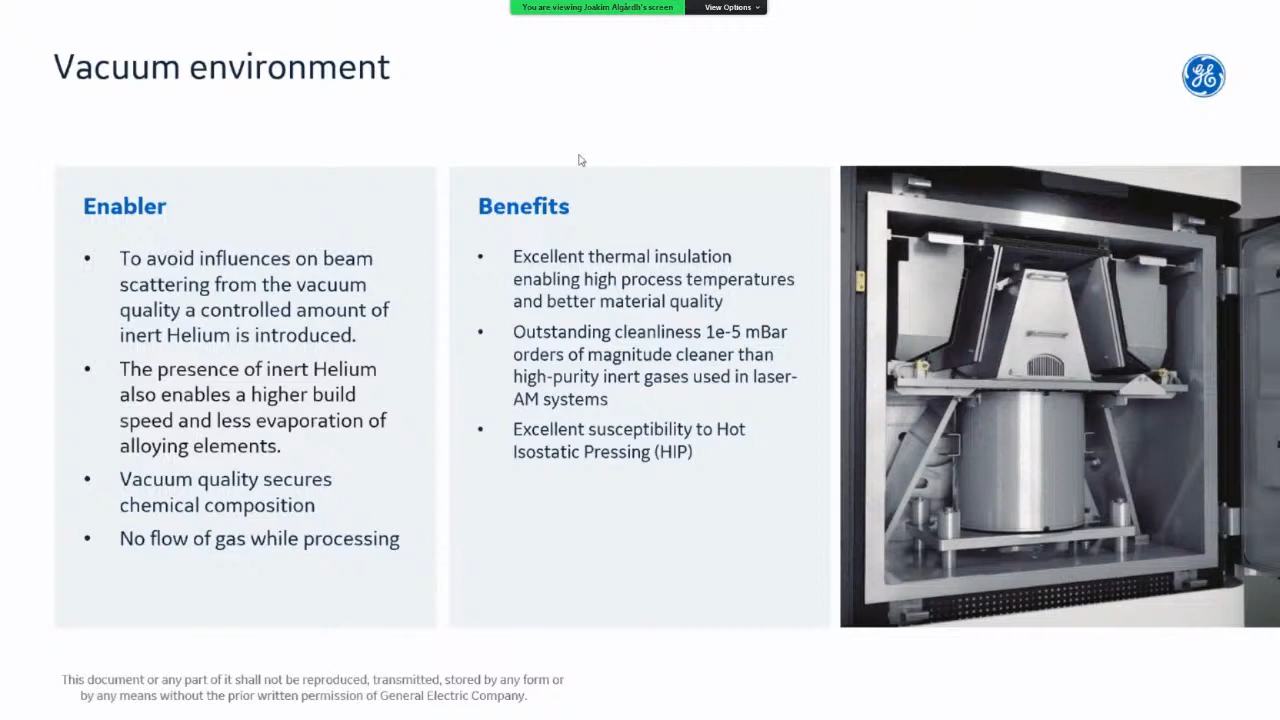 You are viewing Joakim Algårdh's screen
View Options
Vacuum environment
Enabler
• To avoid influences on beam
scattering from the vacuum
quality a controlled amount of
inert Helium is introduced.
• The presence of inert Helium
also enables a higher build
speed and less evaporation of
alloying elements.
• Vacuum quality secures
chemical composition
• No flow of gas while processing
Benefits
• Excellent thermal insulation
enabling high process temperatures
and better material quality
• Outstanding cleanliness 1e-5 mBar
orders of magnitude cleaner than
high-purity inert gases used in laser-
AM systems
• Excellent susceptibility to Hot
Isostatic Pressing (HIP)
GE
This document or any part of it shall not be reproduced, transmitted, stored by any form or
by any means without the prior written permission of General Electric Company.